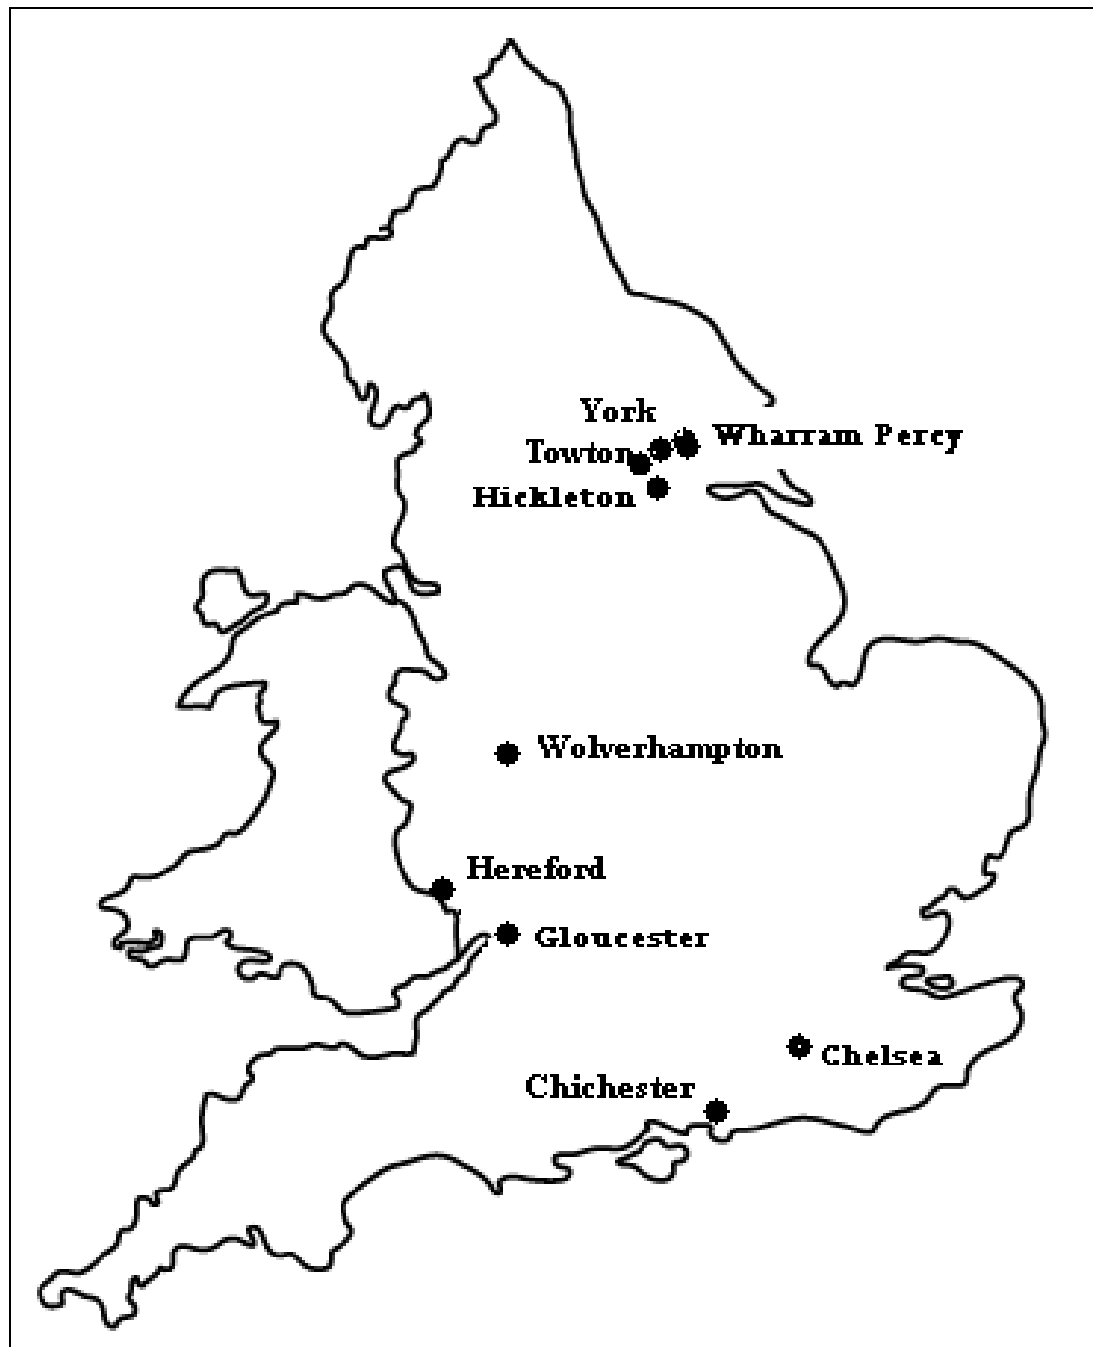 York
Wharram Percy
Towton
Hickleton
Wolverhampton
Hereford
Gloucester
Chelsea
Chichester